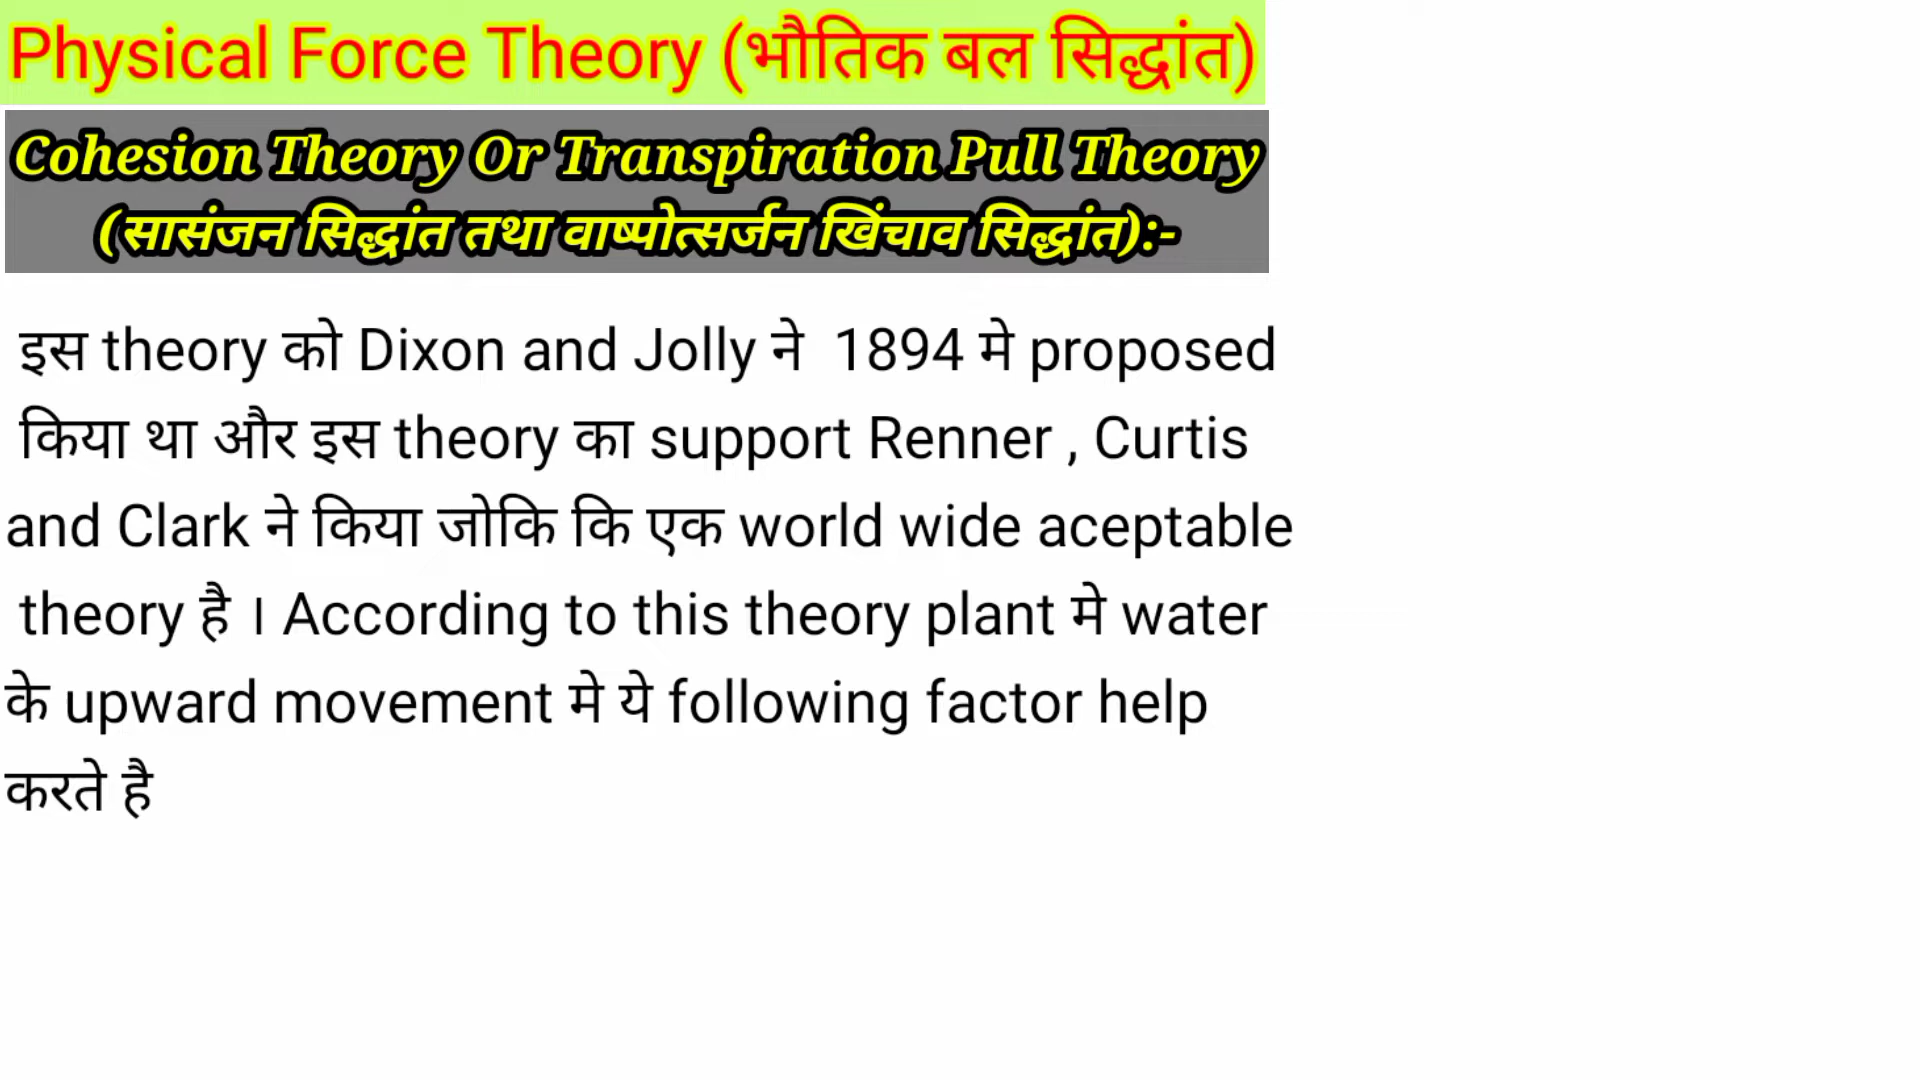 Physical Force Theory (भौतिक बल सिद्धांत)
Cohesion Theory Or Transpiration Pull Theory
(सासंजन सिद्धांत तथा वाष्पोत्सर्जन खिंचाव सिद्धांत):-
इस theory को Dixon and Jolly ने 1894 मे proposed
किया था और इस theory का support Renner , Curtis
and Clark ने किया जोकि कि एक world wide aceptable
theory है । According to this theory plant मे water
के upward movement मे ये following factor help
करते है